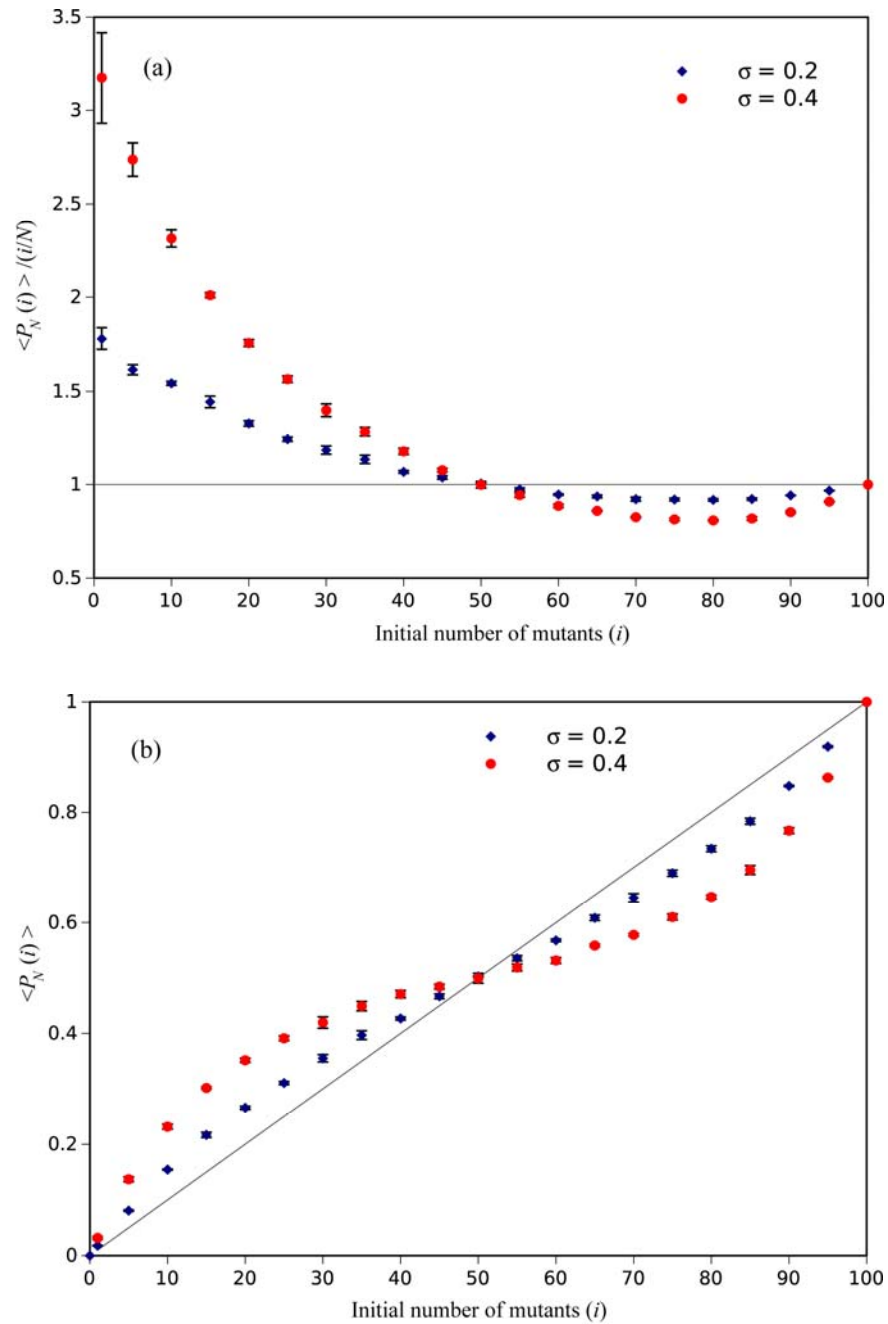 3.5
(a)
σ = 0.2
σ = 0.4
3
2.5
2
1.5
1
0.5
<P_N (i) > /(i/N)
0 10 20 30 40 50 60 70 80 90 100
Initial number of mutants (i)
1
(b)
σ = 0.2
σ = 0.4
0.8
0.6
0.4
0.2
0
<P_N (i) >
0 10 20 30 40 50 60 70 80 90 100
Initial number of mutants (i)